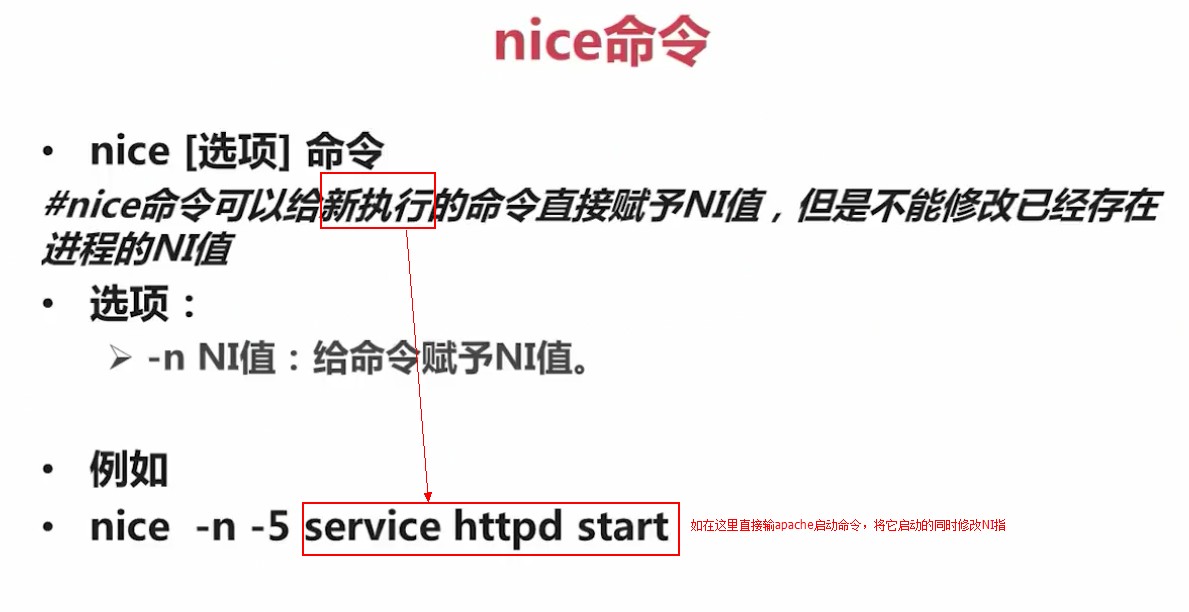 nice命令
• nice [选项] 命令
#nice命令可以给新执行的命令直接赋予NI值，但是不能修改已经存在
进程的NI值
• 选项：
➢ -n NI值：给命令赋予NI值。
• 例如
• nice -n -5 service httpd start
如在这里直接输apache启动命令，将它启动的同时修改NI指